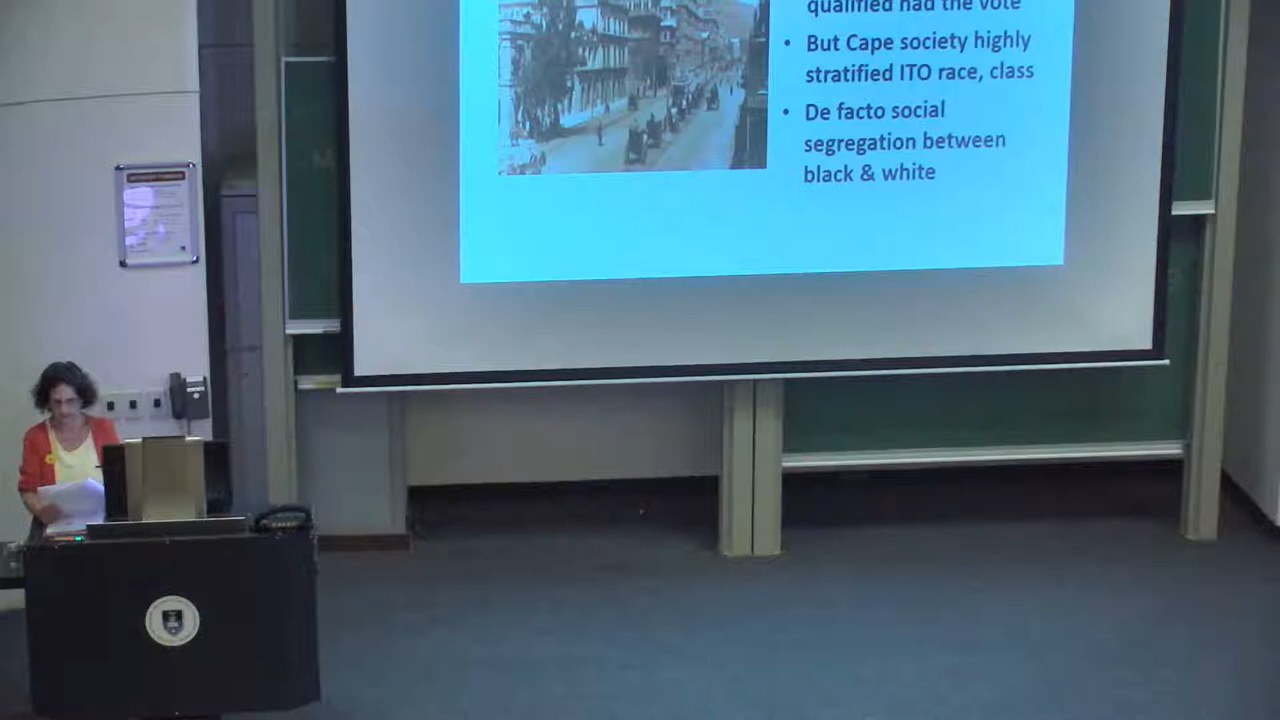 qualified had the vote
• But Cape society highly
stratified ITO race, class
• De facto social
segregation between
black & white